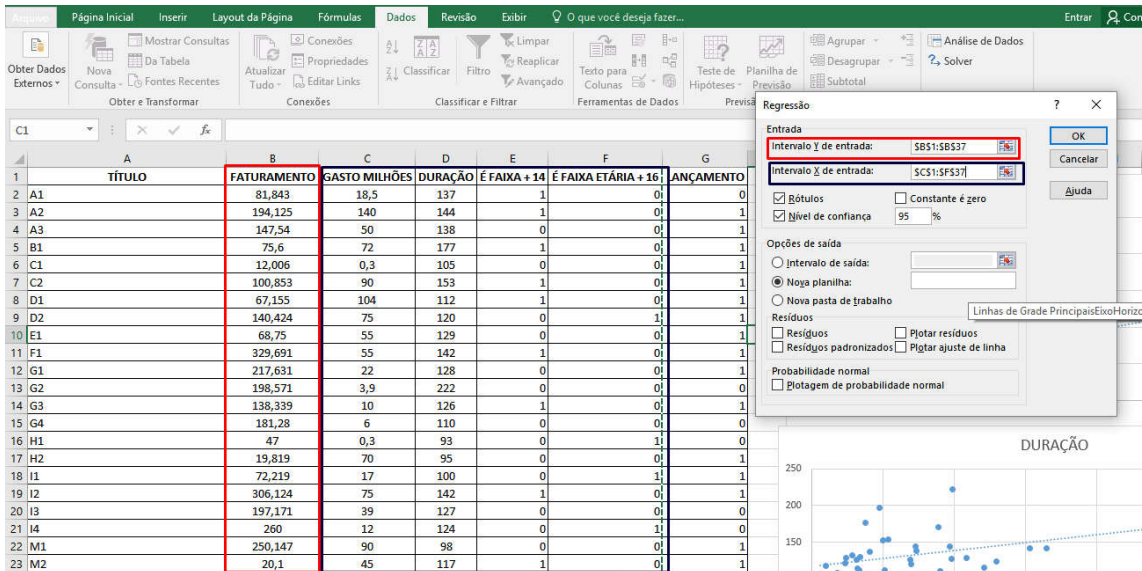 Arquivo Página Inicial Inserir Layout da Página Fórmulas Dados Revisão Exibir O que você deseja fazer... Entrar Con
Obter Dados Externos
Nova Consulta
Mostrar Consultas
Da Tabela
Fontes Recentes
Obter e Transformar
Atualizar Tudo
Conexões
Propriedades
Editar Links
Conexões
Classificar
Filtro
Limpar
Reaplicar
Avançado
Classificar e Filtrar
Texto para Colunas
Ferramentas de Dados
Teste de Hipóteses
Planilha de Previsão
Previsã
Agrupar
Desagrupar
Subtotal
Análise de Dados
Solver
C1 fx
A B C D E F G
1 TÍTULO FATURAMENTO GASTO MILHÕES DURAÇÃO É FAIXA + 14 É FAIXA ETÁRIA + 16 LANÇAMENTO
2 A1 81,843 18,5 137 1 0 0
3 A2 194,125 140 144 1 0 1
4 A3 147,54 50 138 0 0 1
5 B1 75,6 72 177 1 0 1
6 C1 12,006 0,3 105 0 0 1
7 C2 100,853 90 153 1 0 1
8 D1 67,155 104 112 1 0 1
9 D2 140,424 75 120 0 1 1
10 E1 68,75 55 129 0 0 1
11 F1 329,691 55 142 1 0 1
12 G1 217,631 22 128 0 0 1
13 G2 198,571 3,9 222 0 0 0
14 G3 138,339 10 126 1 0 1
15 G4 181,28 6 110 0 0 1
16 H1 47 0,3 93 0 1 0
17 H2 19,819 70 95 0 0 1
18 I1 72,219 17 100 1 1 0
19 I2 306,124 75 142 1 0 1
20 I3 197,171 39 127 0 0 0
21 I4 260 12 124 0 1 0
22 M1 250,147 90 98 0 0 1
23 M2 20,1 45 117 1 0 1
Regressão ? ×
Entrada
Intervalo Y de entrada: $B$1:$B$37
Intervalo X de entrada: $C$1:$F$37
Rótulos Constante é zero
Nível de confiança 95 %
OK
Cancelar
Ajuda
Opções de saída
Intervalo de saída:
Nova planilha:
Nova pasta de trabalho
Resíduos
Resíduos Plotar resíduos
Resíduos padronizados Plotar ajuste de linha
Probabilidade normal
Plotagem de probabilidade normal
Linhas de Grade PrincipaisEixoHorizo
DURAÇÃO
250
200
150